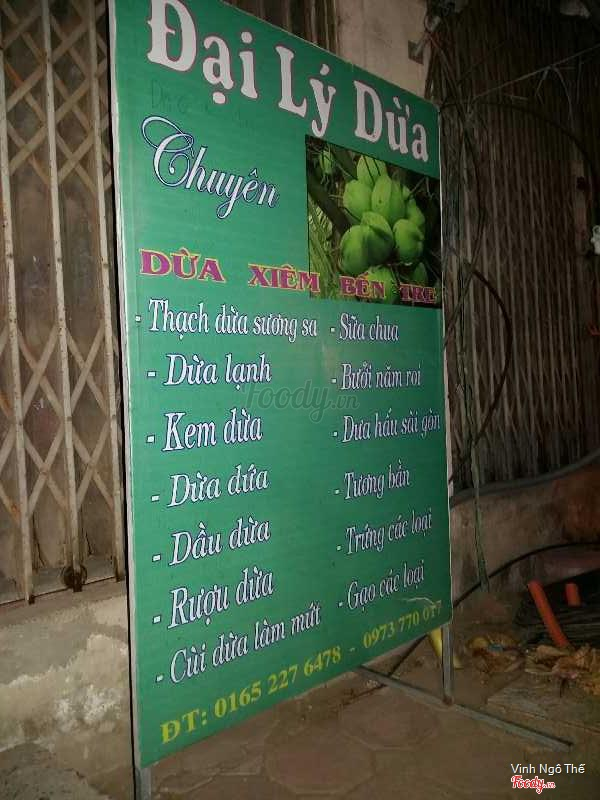 Đại Lý Dừa
Chuyên
DỪA XIÊM BẾN TRE
- Thạch dừa sương sa
- Dừa lạnh
- Kem dừa
- Dừa dứa
- Dầu dừa
- Rượu dừa
- Cùi dừa làm mứt
- Sữa chua
- Bưởi năm roi
- Dưa hấu sài gòn
- Tương bần
- Trứng các loại
- Gạo các loại
ĐT: 0165 227 6478 - 0973 770 017
Foody.vn
Vinh Ngô Thế
Foody.vn